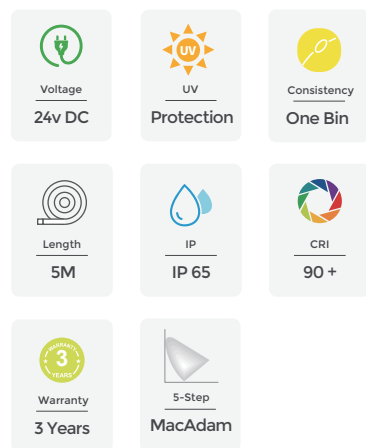 Voltage
24v DC
UV
UV
Protection
Consistency
One Bin
Length
5M
IP
IP 65
CRI
90 +
WARRANTY
3
YEARS
Warranty
3 Years
5-Step
MacAdam